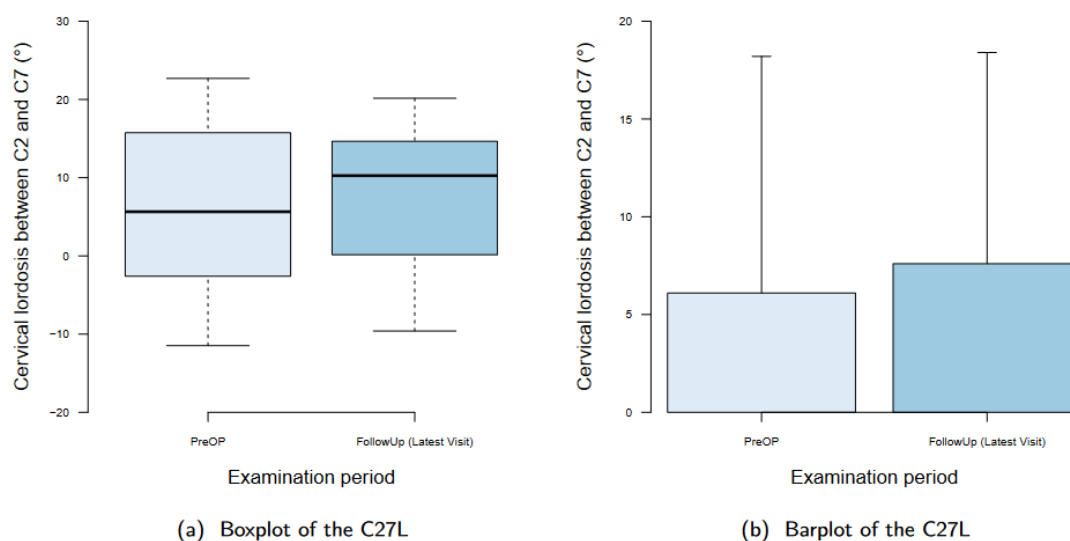 Cervical lordosis between C2 and C7 (°)
30
20
10
0
−10
−20
PreOP
FollowUp (Latest Visit)
Examination period
(a) Boxplot of the C27L
Cervical lordosis between C2 and C7 (°)
20
15
10
5
0
PreOP
FollowUp (Latest Visit)
Examination period
(b) Barplot of the C27L